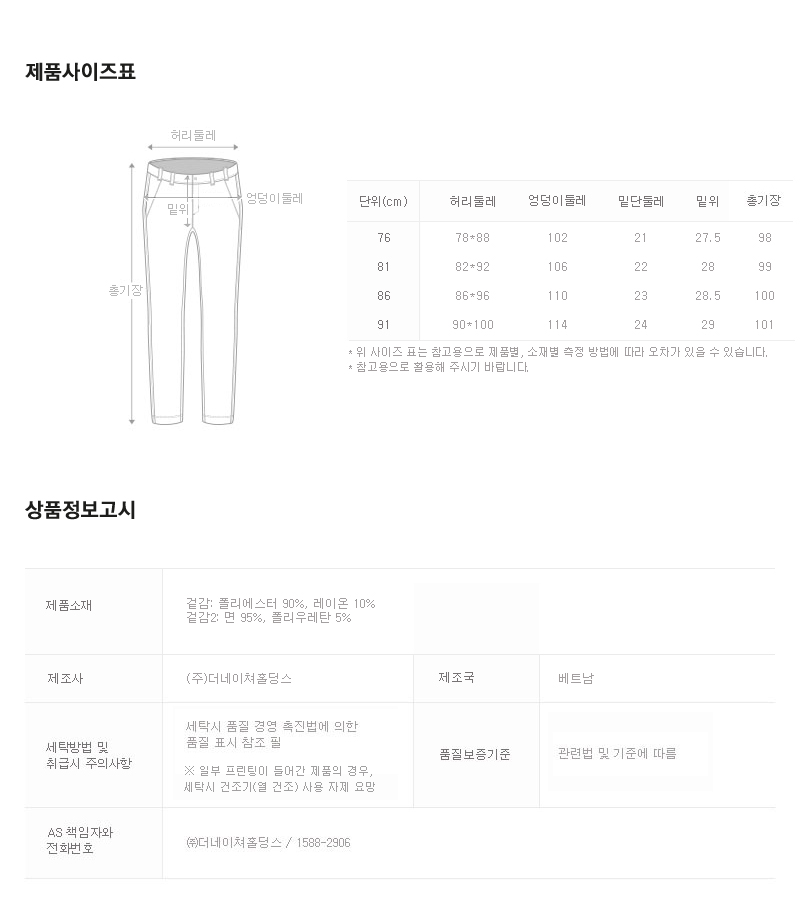 제품사이즈표
허리둘레
엉덩이둘레
밑위
총기장
단위(cm) 허리둘레 엉덩이둘레 밑단둘레 밑위 총기장
76 78*88 102 21 27.5 98
81 82*92 106 22 28 99
86 86*96 110 23 28.5 100
91 90*100 114 24 29 101
* 위 사이즈 표는 참고용으로 제품별, 소재별 측정 방법에 따라 오차가 있을 수 있습니다.
* 참고용으로 활용해 주시기 바랍니다.
상품정보고시
제품소재
겉감: 폴리에스터 90%, 레이온 10%
겉감2: 면 95%, 폴리우레탄 5%
제조사 (주)더네이쳐홀딩스 제조국 베트남
세탁방법 및
취급시 주의사항
세탁시 품질 경영 촉진법에 의한
품질 표시 참조 필
※ 일부 프린팅이 들어간 제품의 경우,
세탁시 건조기(열 건조) 사용 자제 요망
품질보증기준 관련법 및 기준에 따름
AS 책임자와
전화번호
㈜더네이쳐홀딩스 / 1588-2906